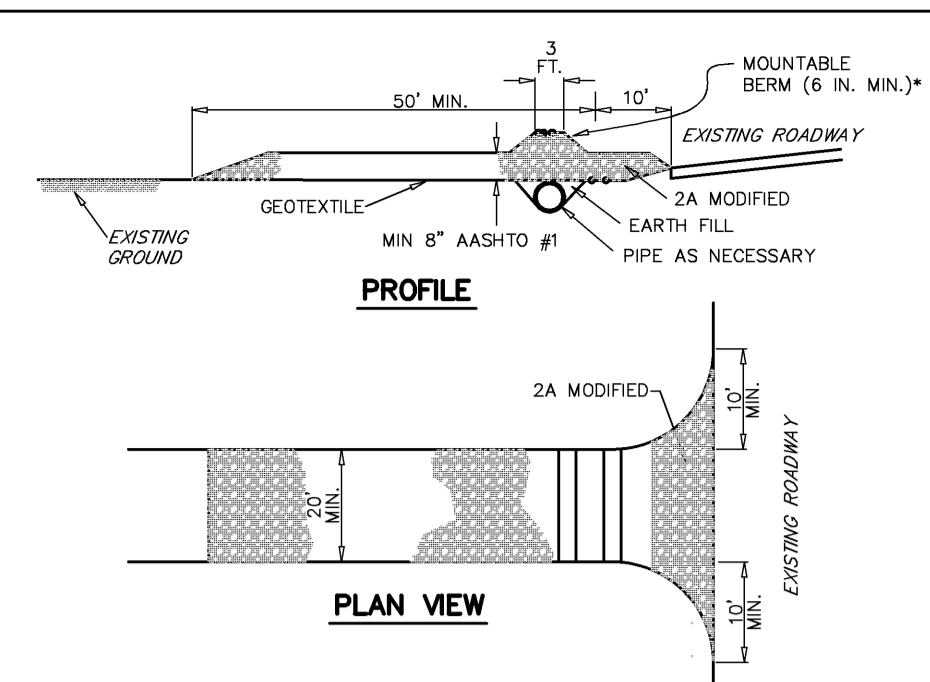 3
FT.
MOUNTABLE
BERM (6 IN. MIN.)*
50' MIN.
10'
EXISTING ROADWAY
2A MODIFIED
GEOTEXTILE
EARTH FILL
EXISTING
GROUND
MIN 8" AASHTO #1
PIPE AS NECESSARY
PROFILE
2A MODIFIED
10'
MIN.
20'
MIN.
EXISTING ROADWAY
10'
MIN.
PLAN VIEW